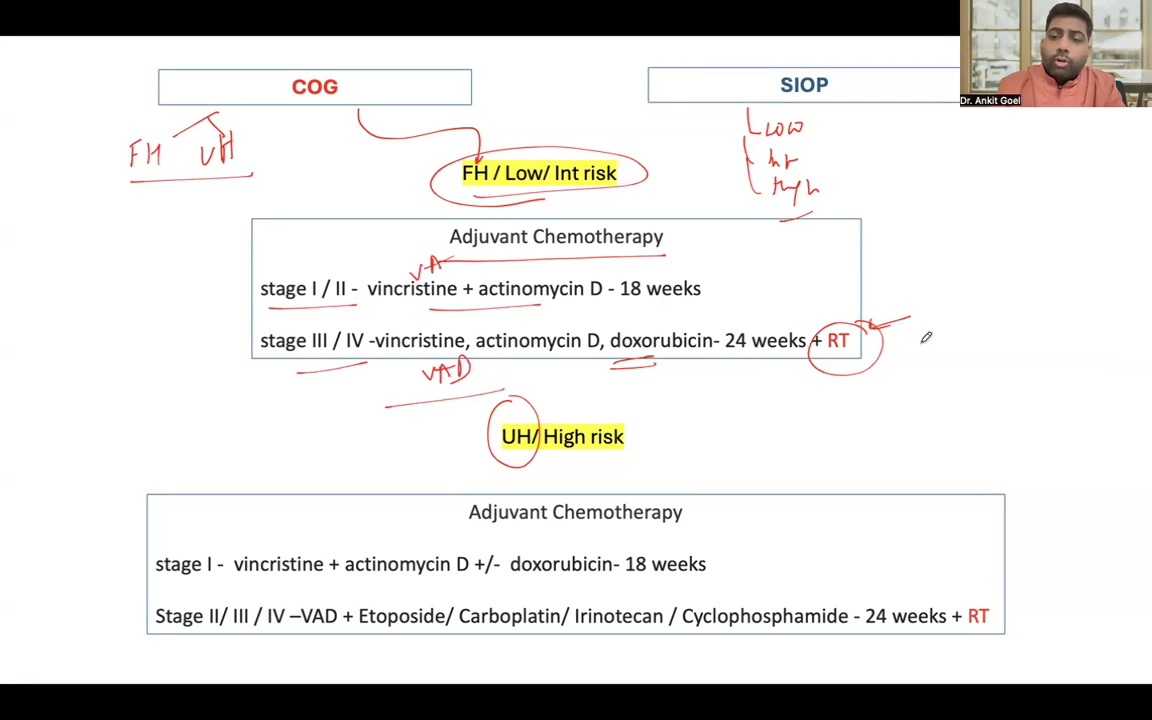 COG
SIOP
Dr. Ankit Goel
FH UH
Low
Int
High
FH / Low/ Int risk
Adjuvant Chemotherapy
VA
stage I / II - vincristine + actinomycin D - 18 weeks
stage III / IV -vincristine, actinomycin D, doxorubicin- 24 weeks + RT
VAD
UH/ High risk
Adjuvant Chemotherapy
stage I - vincristine + actinomycin D +/- doxorubicin- 18 weeks
Stage II/ III / IV –VAD + Etoposide/ Carboplatin/ Irinotecan / Cyclophosphamide - 24 weeks + RT